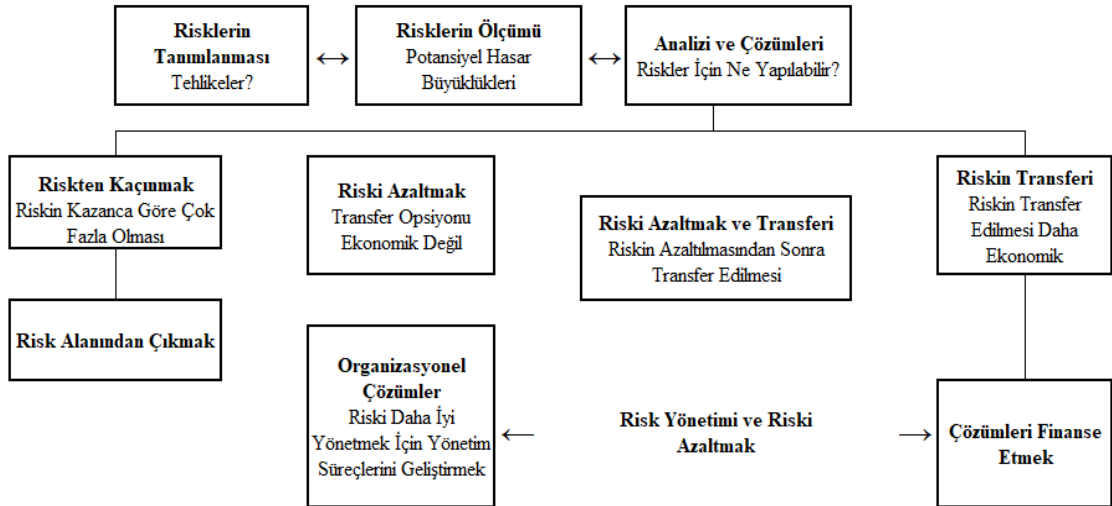 Risklerin
Tanımlanması
Tehlikeler?
Risklerin Ölçümü
Potansiyel Hasar
Büyüklükleri
Analizi ve Çözümleri
Riskler İçin Ne Yapılabilir?
Riskten Kaçınmak
Riskin Kazanca Göre Çok
Fazla Olması
Riski Azaltmak
Transfer Opsiyonu
Ekonomik Değil
Riski Azaltmak ve Transferi
Riskin Azaltılmasından Sonra
Transfer Edilmesi
Riskin Transferi
Riskin Transfer
Edilmesi Daha
Ekonomik
Risk Alanından Çıkmak
Organizasyonel
Çözümler
Riski Daha İyi
Yönetmek İçin Yönetim
Süreçlerini Geliştirmek
Risk Yönetimi ve Riski
Azaltmak
Çözümleri Finanse
Etmek